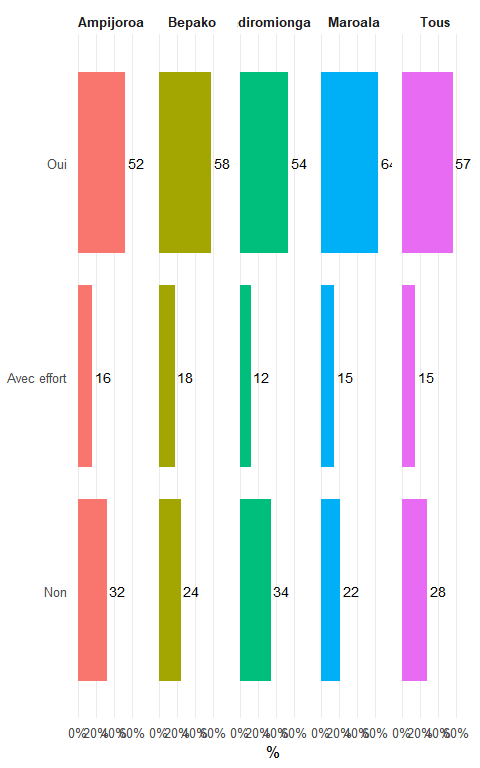 Ampijoroa Bepako diromionga Maroala Tous
Oui 52 58 54 64 57
Avec effort 16 18 12 15 15
Non 32 24 34 22 28
0% 20% 40% 60% 0% 20% 40% 60% 0% 20% 40% 60% 0% 20% 40% 60% 0% 20% 40% 60%
%